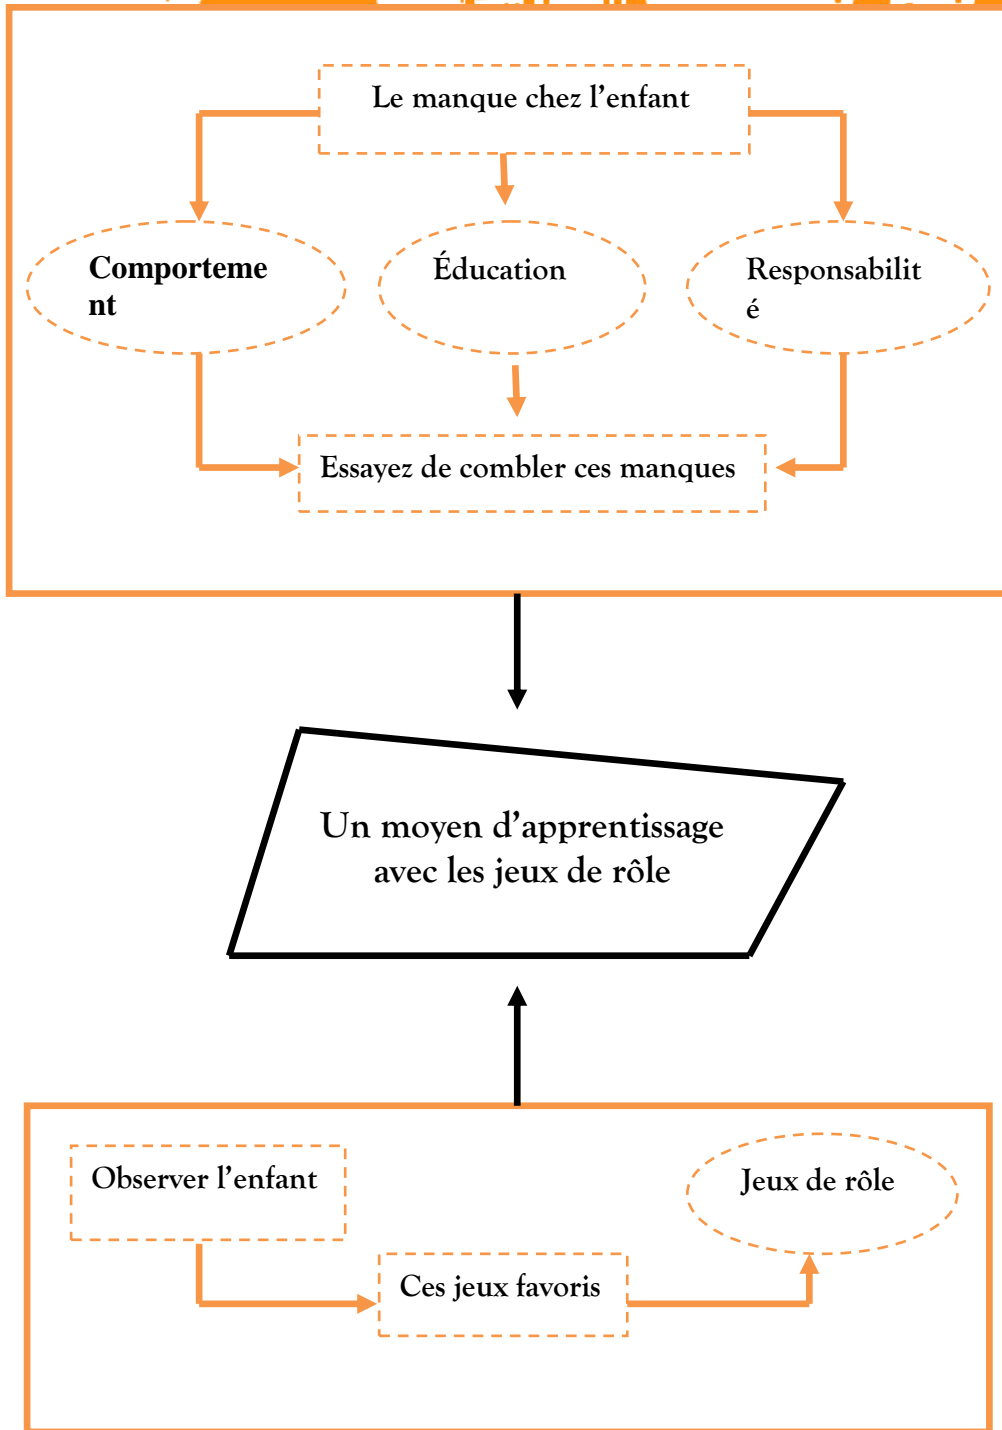 Le manque chez l'enfant
Comporteme
nt
Éducation
Responsabilit
é
Essayez de combler ces manques
Un moyen d'apprentissage
avec les jeux de rôle
Observer l'enfant
Jeux de rôle
Ces jeux favoris